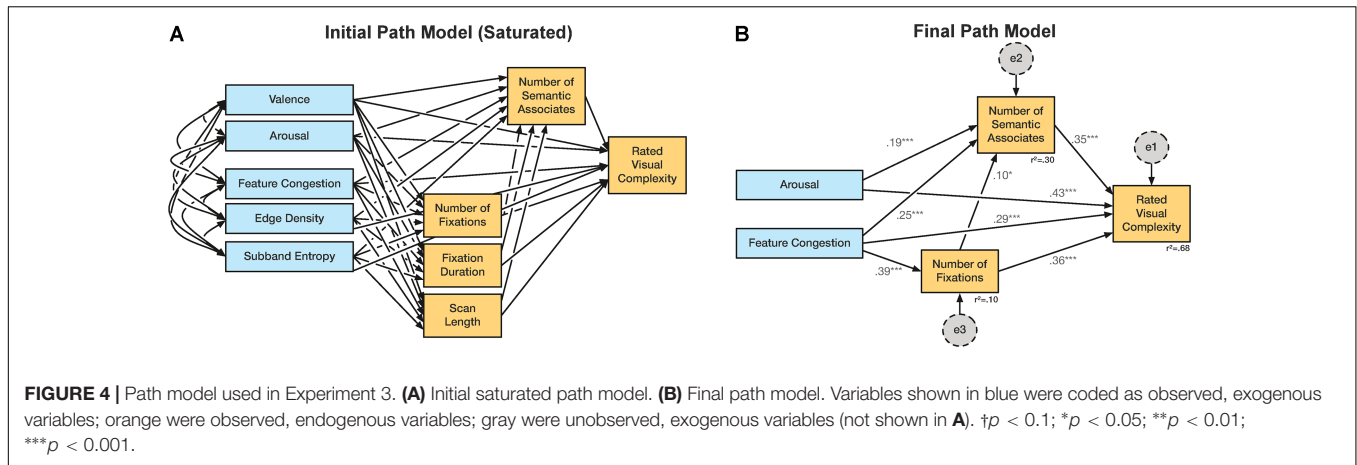 A
Initial Path Model (Saturated)
Valence
Arousal
Feature Congestion
Edge Density
Subband Entropy
Number of
Semantic
Associates
Number of
Fixations
Fixation
Duration
Scan
Length
Rated
Visual
Complexity
B
Final Path Model
e2
Number of
Semantic
Associates
r²=.30
e1
.19***
.35***
.10*
Arousal
.43***
Rated
Visual
Complexity
r²=.68
.25***
.29***
Feature Congestion
.39***
Number of
Fixations
r²=.10
.36***
e3
FIGURE 4 | Path model used in Experiment 3. (A) Initial saturated path model. (B) Final path model. Variables shown in blue were coded as observed, exogenous
variables; orange were observed, endogenous variables; gray were unobserved, exogenous variables (not shown in A). †p < 0.1; *p < 0.05; **p < 0.01;
***p < 0.001.